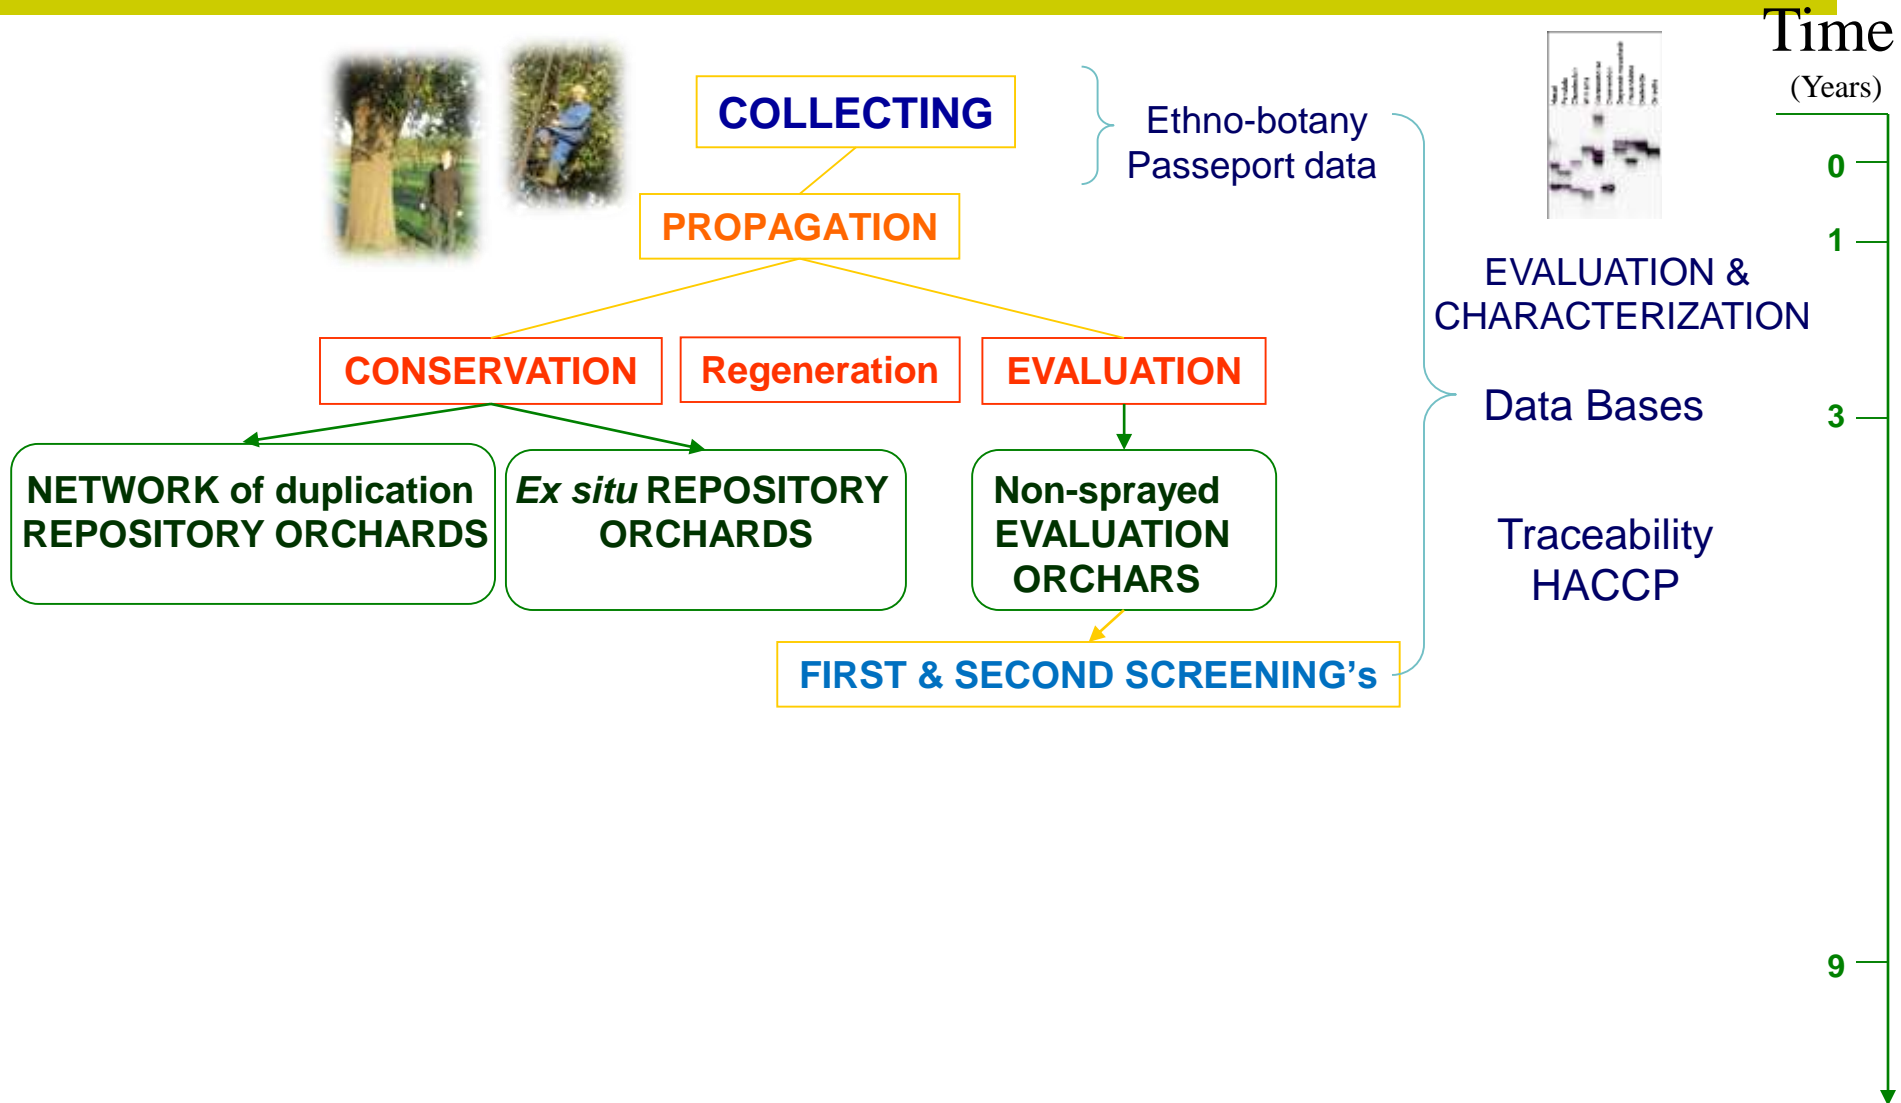 Time
(Years)
COLLECTING
Ethno-botany
Passeport data
0
PROPAGATION
1
EVALUATION &
CHARACTERIZATION
CONSERVATION
Regeneration
EVALUATION
Data Bases
3
NETWORK of duplication
REPOSITORY ORCHARDS
Ex situ REPOSITORY
ORCHARDS
Non-sprayed
EVALUATION
ORCHARS
Traceability
HACCP
FIRST & SECOND SCREENING's
9